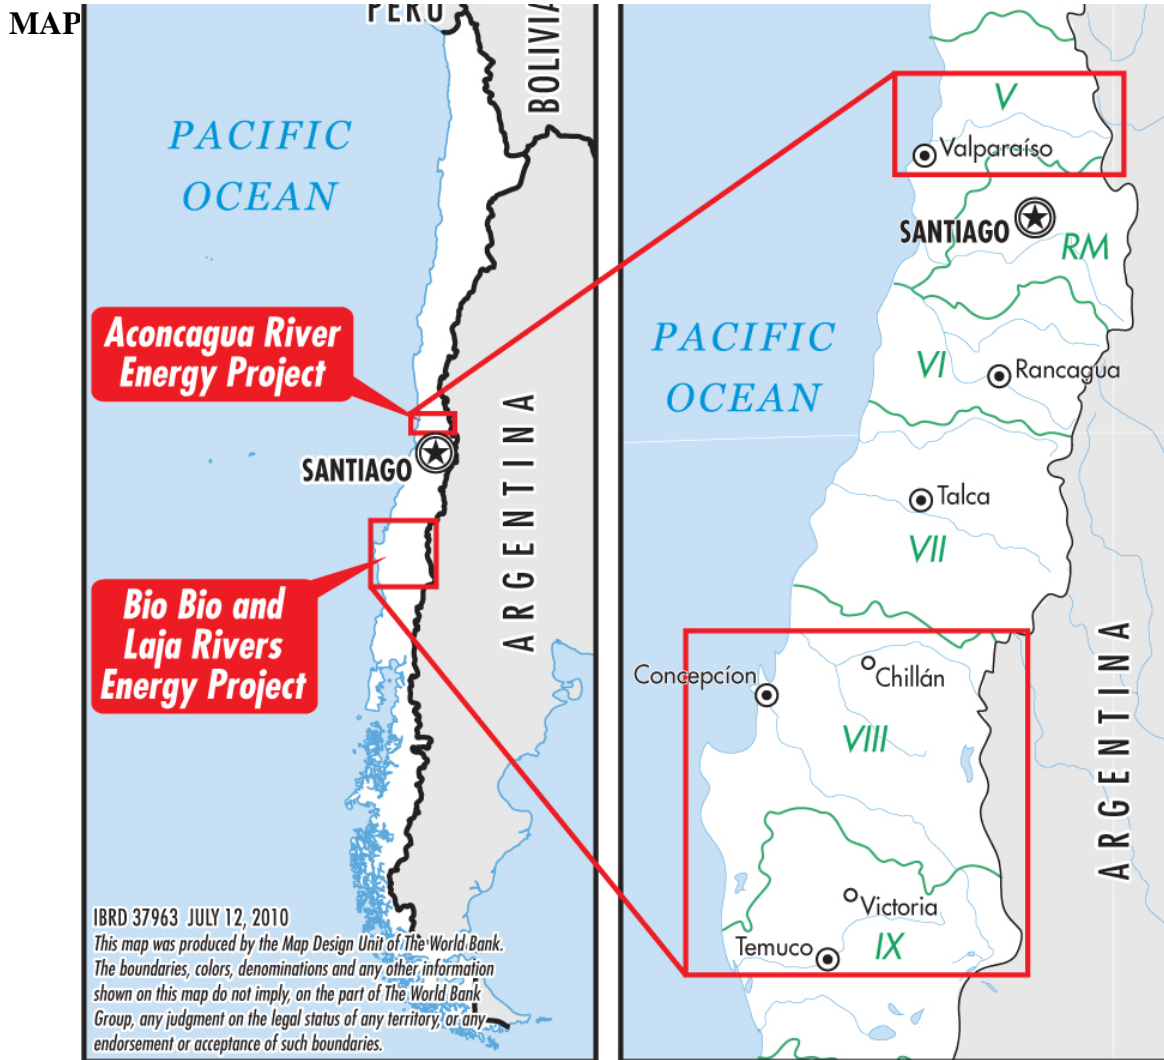 MAP
PERU
BOLIVIA
PACIFIC
OCEAN
Aconcagua River
Energy Project
SANTIAGO
ARGENTINA
Bio Bio and
Laja Rivers
Energy Project
IBRD 37963 JULY 12, 2010
This map was produced by the Map Design Unit of The World Bank.
The boundaries, colors, denominations and any other information
shown on this map do not imply, on the part of The World Bank
Group, any judgment on the legal status of any territory, or any
endorsement or acceptance of such boundaries.
V
Valparaíso
SANTIAGO
RM
PACIFIC
OCEAN
VI
Rancagua
Talca
VII
Concepcíon
Chillán
VIII
ARGENTINA
Victoria
Temuco
IX